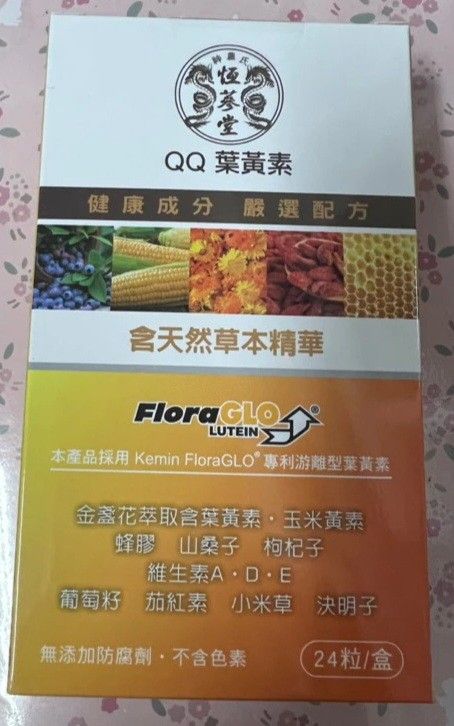 神農氏
恆蔘堂
QQ 葉黃素
健康成分 嚴選配方
含天然草本精華
FloraGLO®
LUTEIN
本產品採用 Kemin FloraGLO® 專利游離型葉黃素
金盞花萃取含葉黃素・玉米黃素
蜂膠 山桑子 枸杞子
維生素A・D・E
葡萄籽 茄紅素 小米草 決明子
無添加防腐劑・不含色素
24粒/盒